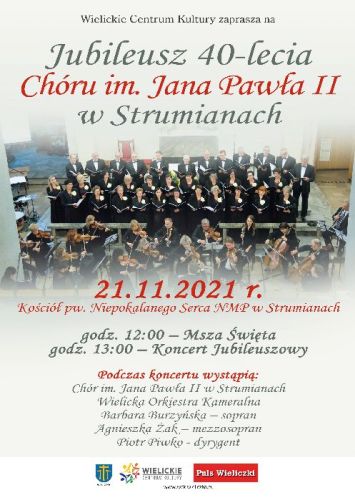 Wielickie Centrum Kultury zaprasza na
Jubileusz 40-lecia
Chóru im. Jana Pawła II
w Strumianach
21.11.2021 r.
Kościół pw. Niepokalanego Serca NMP w Strumianach
godz. 12:00 – Msza Święta
godz. 13:00 – Koncert Jubileuszowy
Podczas koncertu wystąpią:
Chór im. Jana Pawła II w Strumianach
Wielicka Orkiestra Kameralna
Barbara Burzyńska – sopran
Agnieszka Żak – mezzosopran
Piotr Piwko - dyrygent
WIELICKIE
CENTRUM KULTURY
Puls Wieliczki